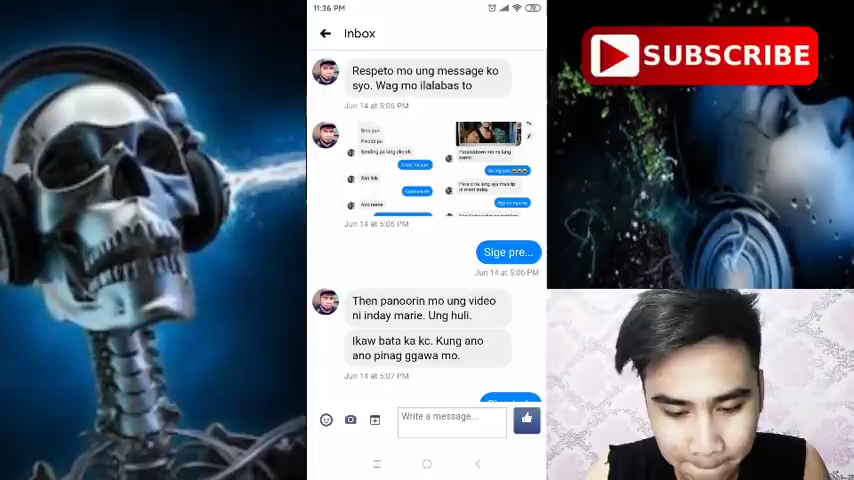 11:36 PM
72
Inbox
SUBSCRIBE
Respeto mo ung message ko
syo. Wag mo ilalabas to
Jun 14 at 5:06 PM
Jun 14 at 5:06 PM
Sige pre...
Jun 14 at 5:06 PM
Then panoorin mo ung video
ni inday marie. Ung huli.
Ikaw bata ka kc. Kung ano
ano pinag ggawa mo.
Jun 14 at 5:07 PM
Write a message...